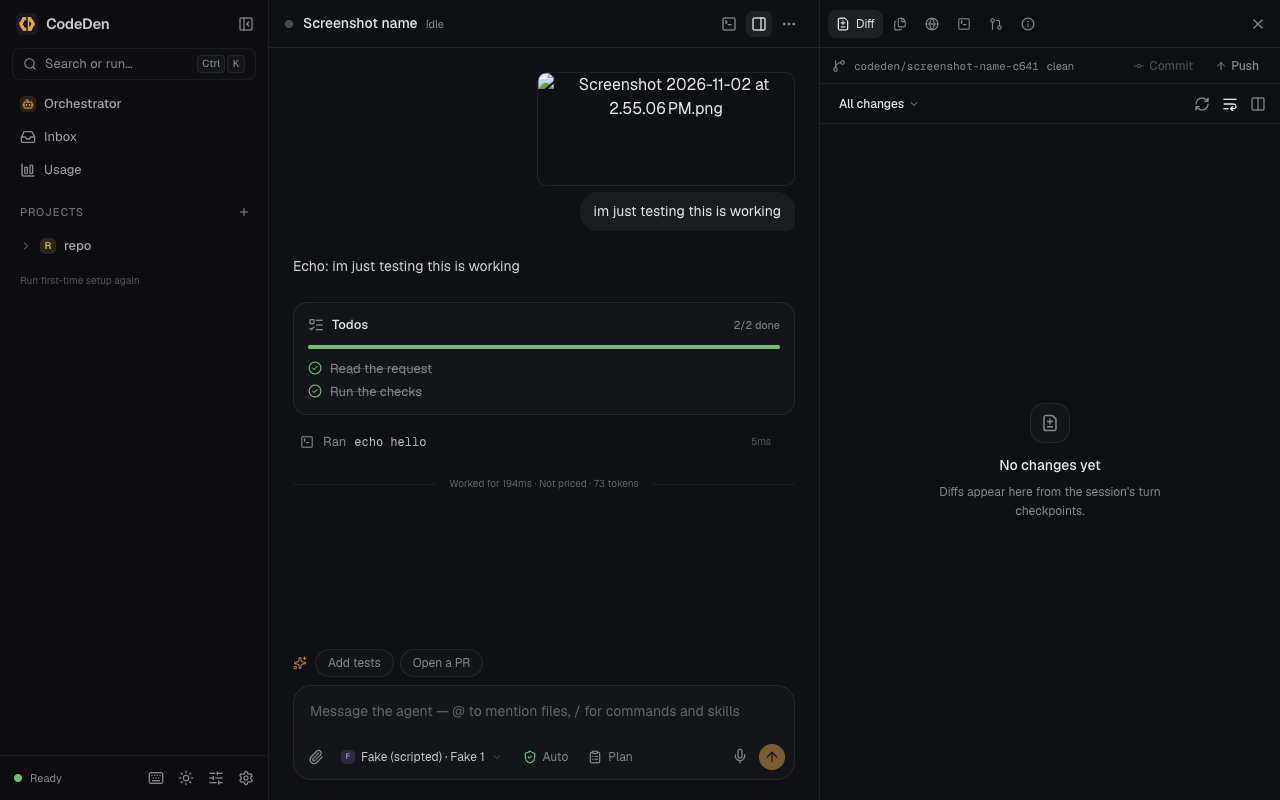 CodeDen
Search or run…
Ctrl
K
Orchestrator
Inbox
Usage
PROJECTS
R
repo
Run first-time setup again
Ready
Screenshot name
Idle
Screenshot 2026-11-02 at
2.55.06 PM.png
im just testing this is working
Echo: im just testing this is working
Todos
2/2 done
Read the request
Run the checks
Ran echo hello
5ms
Worked for 194ms · Not priced · 73 tokens
Add tests
Open a PR
Message the agent — @ to mention files, / for commands and skills
F
Fake (scripted) · Fake 1
Auto
Plan
Diff
codeden/screenshot-name-c641 clean
Commit
Push
All changes
No changes yet
Diffs appear here from the session's turn
checkpoints.